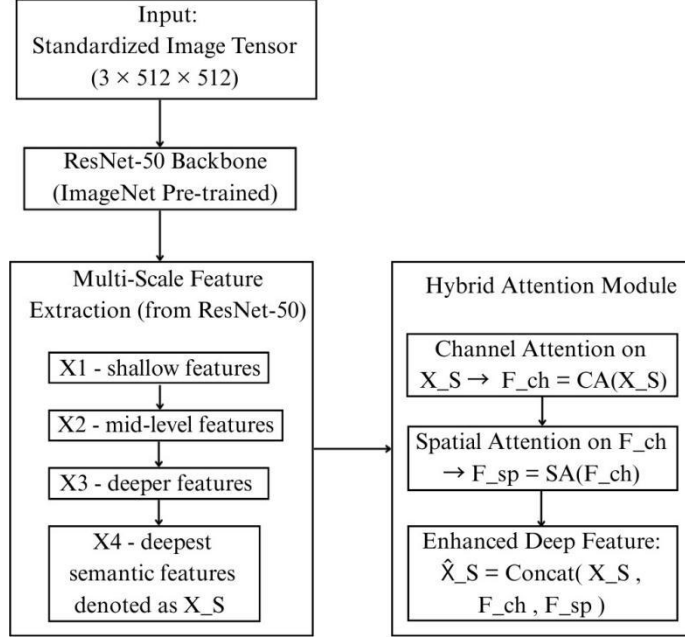 Input:
Standardized Image Tensor
(3 × 512 × 512)
ResNet-50 Backbone
(ImageNet Pre-trained)
Multi-Scale Feature
Extraction (from ResNet-50)
X1 - shallow features
X2 - mid-level features
X3 - deeper features
X4 - deepest
semantic features
denoted as X_S
Hybrid Attention Module
Channel Attention on
X_S → F_ch = CA(X_S)
Spatial Attention on F_ch
→ F_sp = SA(F_ch)
Enhanced Deep Feature:
X̂_S = Concat( X_S ,
F_ch , F_sp )